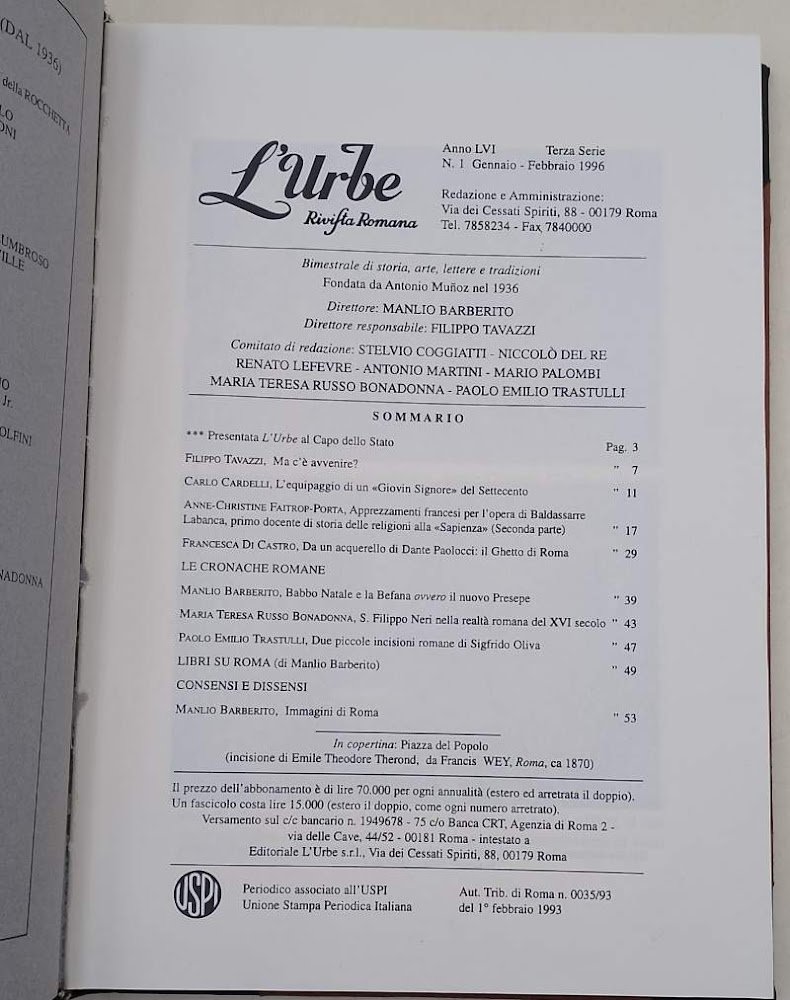 (DAL 1936)
della ROCCHETTA
LO
ONI
UMBROSO
VILLE
Jr.
OLFINI
NADONNA
L'Urbe
Rivista Romana
Anno LVI Terza Serie
N. 1 Gennaio - Febbraio 1996
Redazione e Amministrazione:
Via dei Cessati Spiriti, 88 - 00179 Roma
Tel. 7858234 - Fax 7840000
Bimestrale di storia, arte, lettere e tradizioni
Fondata da Antonio Muñoz nel 1936
Direttore: MANLIO BARBERITO
Direttore responsabile: FILIPPO TAVAZZI
Comitato di redazione: STELVIO COGGIATTI - NICCOLÒ DEL RE
RENATO LEFEVRE - ANTONIO MARTINI - MARIO PALOMBI
MARIA TERESA RUSSO BONADONNA - PAOLO EMILIO TRASTULLI
SOMMARIO
*** Presentata L'Urbe al Capo dello Stato Pag. 3
FILIPPO TAVAZZI, Ma c'è avvenire? " 7
CARLO CARDELLI, L'equipaggio di un «Giovin Signore» del Settecento " 11
ANNE-CHRISTINE FAITROP-PORTA, Apprezzamenti francesi per l'opera di Baldassarre
Labanca, primo docente di storia delle religioni alla «Sapienza» (Seconda parte) " 17
FRANCESCA DI CASTRO, Da un acquerello di Dante Paolocci: il Ghetto di Roma " 29
LE CRONACHE ROMANE
MANLIO BARBERITO, Babbo Natale e la Befana ovvero il nuovo Presepe " 39
MARIA TERESA RUSSO BONADONNA, S. Filippo Neri nella realtà romana del XVI secolo " 43
PAOLO EMILIO TRASTULLI, Due piccole incisioni romane di Sigfrido Oliva " 47
LIBRI SU ROMA (di Manlio Barberito) " 49
CONSENSI E DISSENSI
MANLIO BARBERITO, Immagini di Roma " 53
In copertina: Piazza del Popolo
(incisione di Emile Theodore Therond, da Francis WEY, Roma, ca 1870)
Il prezzo dell'abbonamento è di lire 70.000 per ogni annualità (estero ed arretrata il doppio).
Un fascicolo costa lire 15.000 (estero il doppio, come ogni numero arretrato).
Versamento sul c/c bancario n. 1949678 - 75 c/o Banca CRT, Agenzia di Roma 2 -
via delle Cave, 44/52 - 00181 Roma - intestato a
Editoriale L'Urbe s.r.l., Via dei Cessati Spiriti, 88, 00179 Roma
USPI
Periodico associato all'USPI
Unione Stampa Periodica Italiana
Aut. Trib. di Roma n. 0035/93
del 1° febbraio 1993